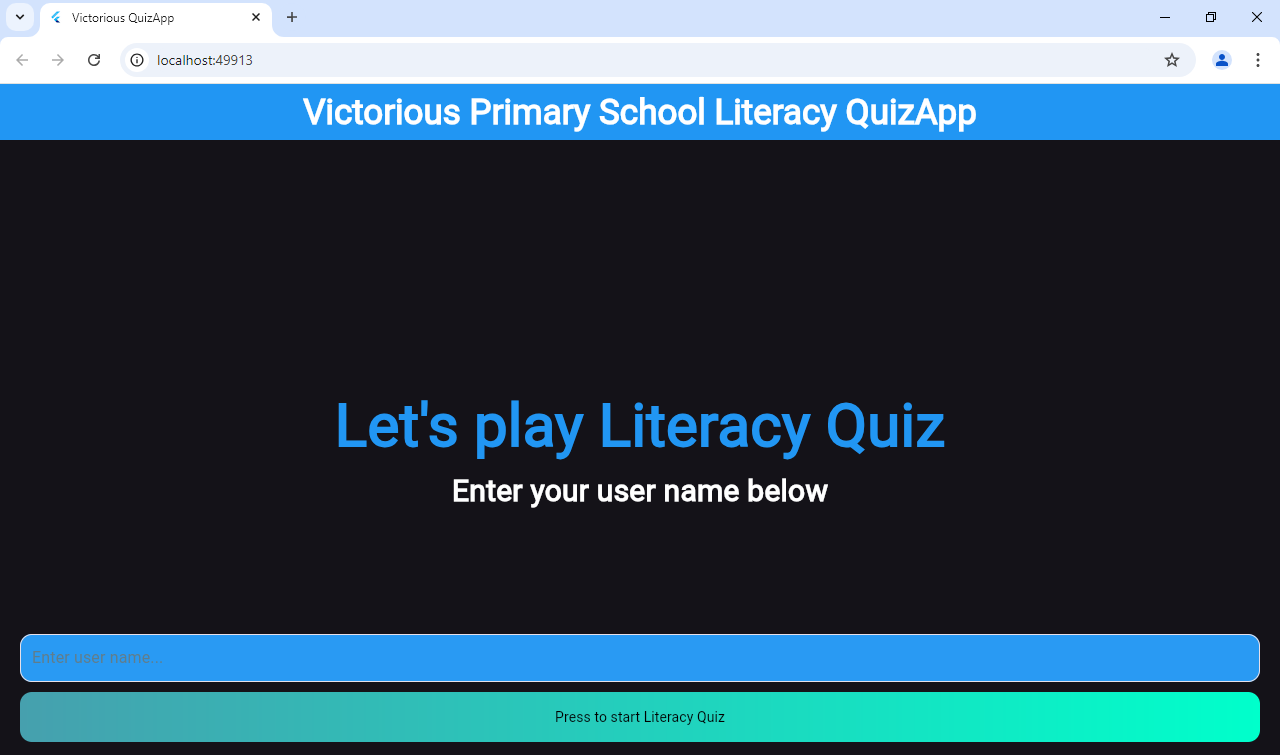 Victorious QuizApp
localhost:49913
Victorious Primary School Literacy QuizApp
Let's play Literacy Quiz
Enter your user name below
Enter user name...
Press to start Literacy Quiz